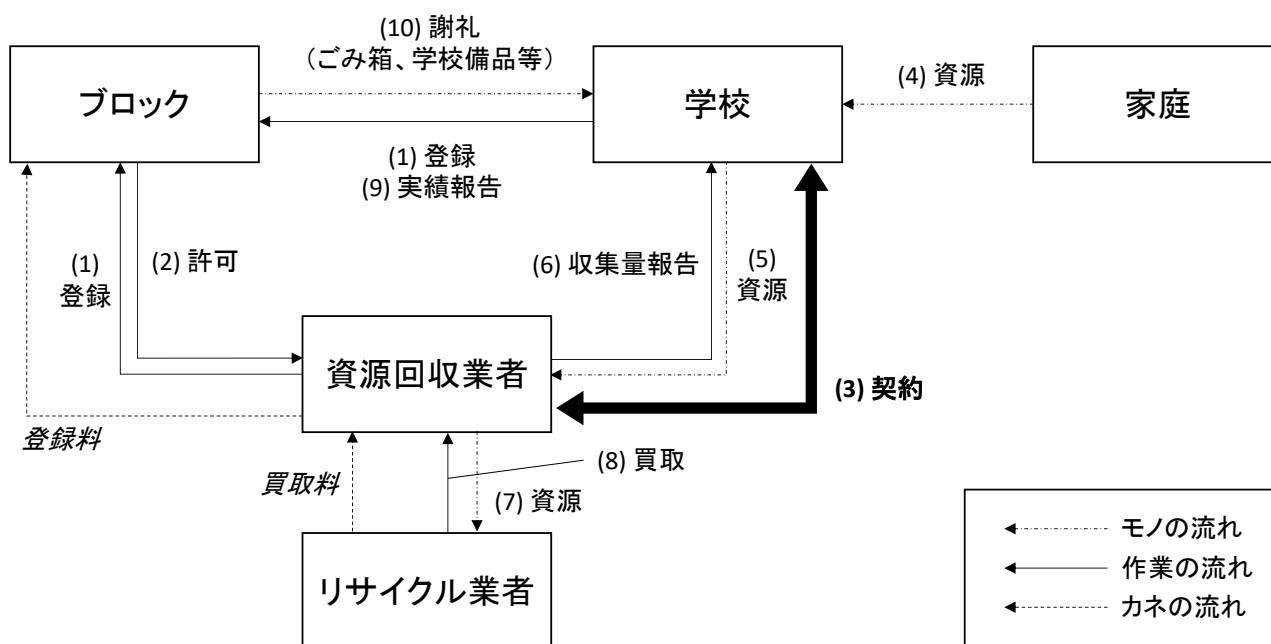 (10) 謝礼
（ごみ箱、学校備品等）
ブロック
学校
(4) 資源
家庭
(1) 登録
(9) 実績報告
(1)
登録
(2) 許可
(6) 収集量報告
(5)
資源
資源回収業者
(3) 契約
登録料
買取料
(8) 買取
(7) 資源
リサイクル業者
モノの流れ
作業の流れ
カネの流れ